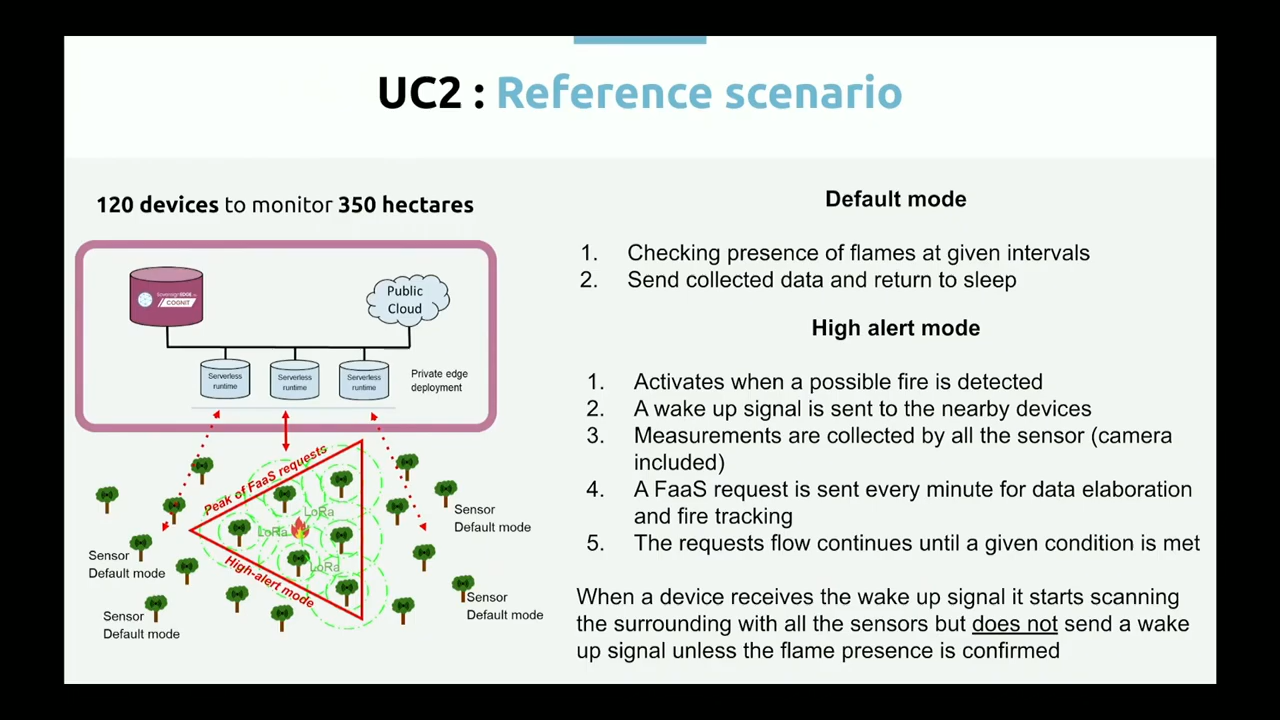 UC2 : Reference scenario
120 devices to monitor 350 hectares
COGNIT
Public
Cloud
Serverless
runtime
Serverless
runtime
Serverless
runtime
Private edge
deployment
Peak of FaaS requests
LoRa
LoRa
LoRa
High-alert mode
Sensor
Default mode
Sensor
Default mode
Sensor
Default mode
Sensor
Default mode
Default mode
1. Checking presence of flames at given intervals
2. Send collected data and return to sleep
High alert mode
1. Activates when a possible fire is detected
2. A wake up signal is sent to the nearby devices
3. Measurements are collected by all the sensor (camera
included)
4. A FaaS request is sent every minute for data elaboration
and fire tracking
5. The requests flow continues until a given condition is met
When a device receives the wake up signal it starts scanning
the surrounding with all the sensors but does not send a wake
up signal unless the flame presence is confirmed